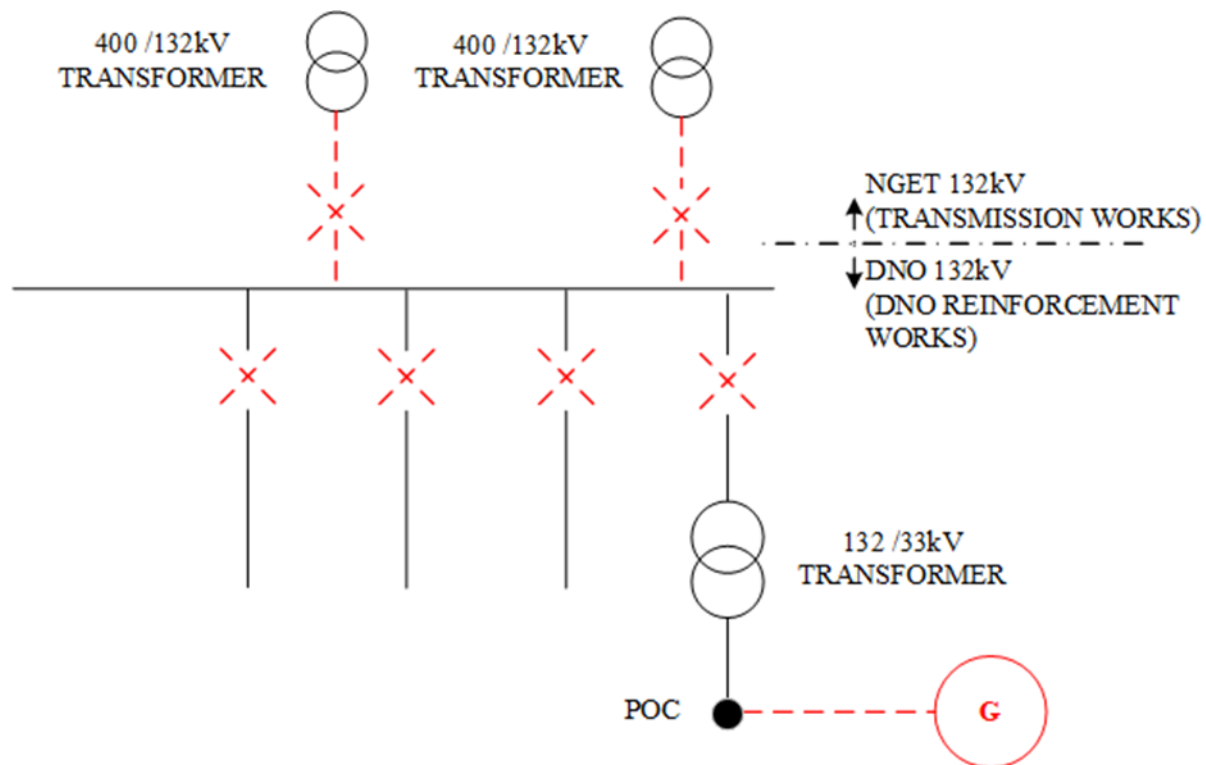 400 /132kV
TRANSFORMER
400 /132kV
TRANSFORMER
NGET 132kV
(TRANSMISSION WORKS)
DNO 132kV
(DNO REINFORCEMENT
WORKS)
132 /33kV
TRANSFORMER
POC
G